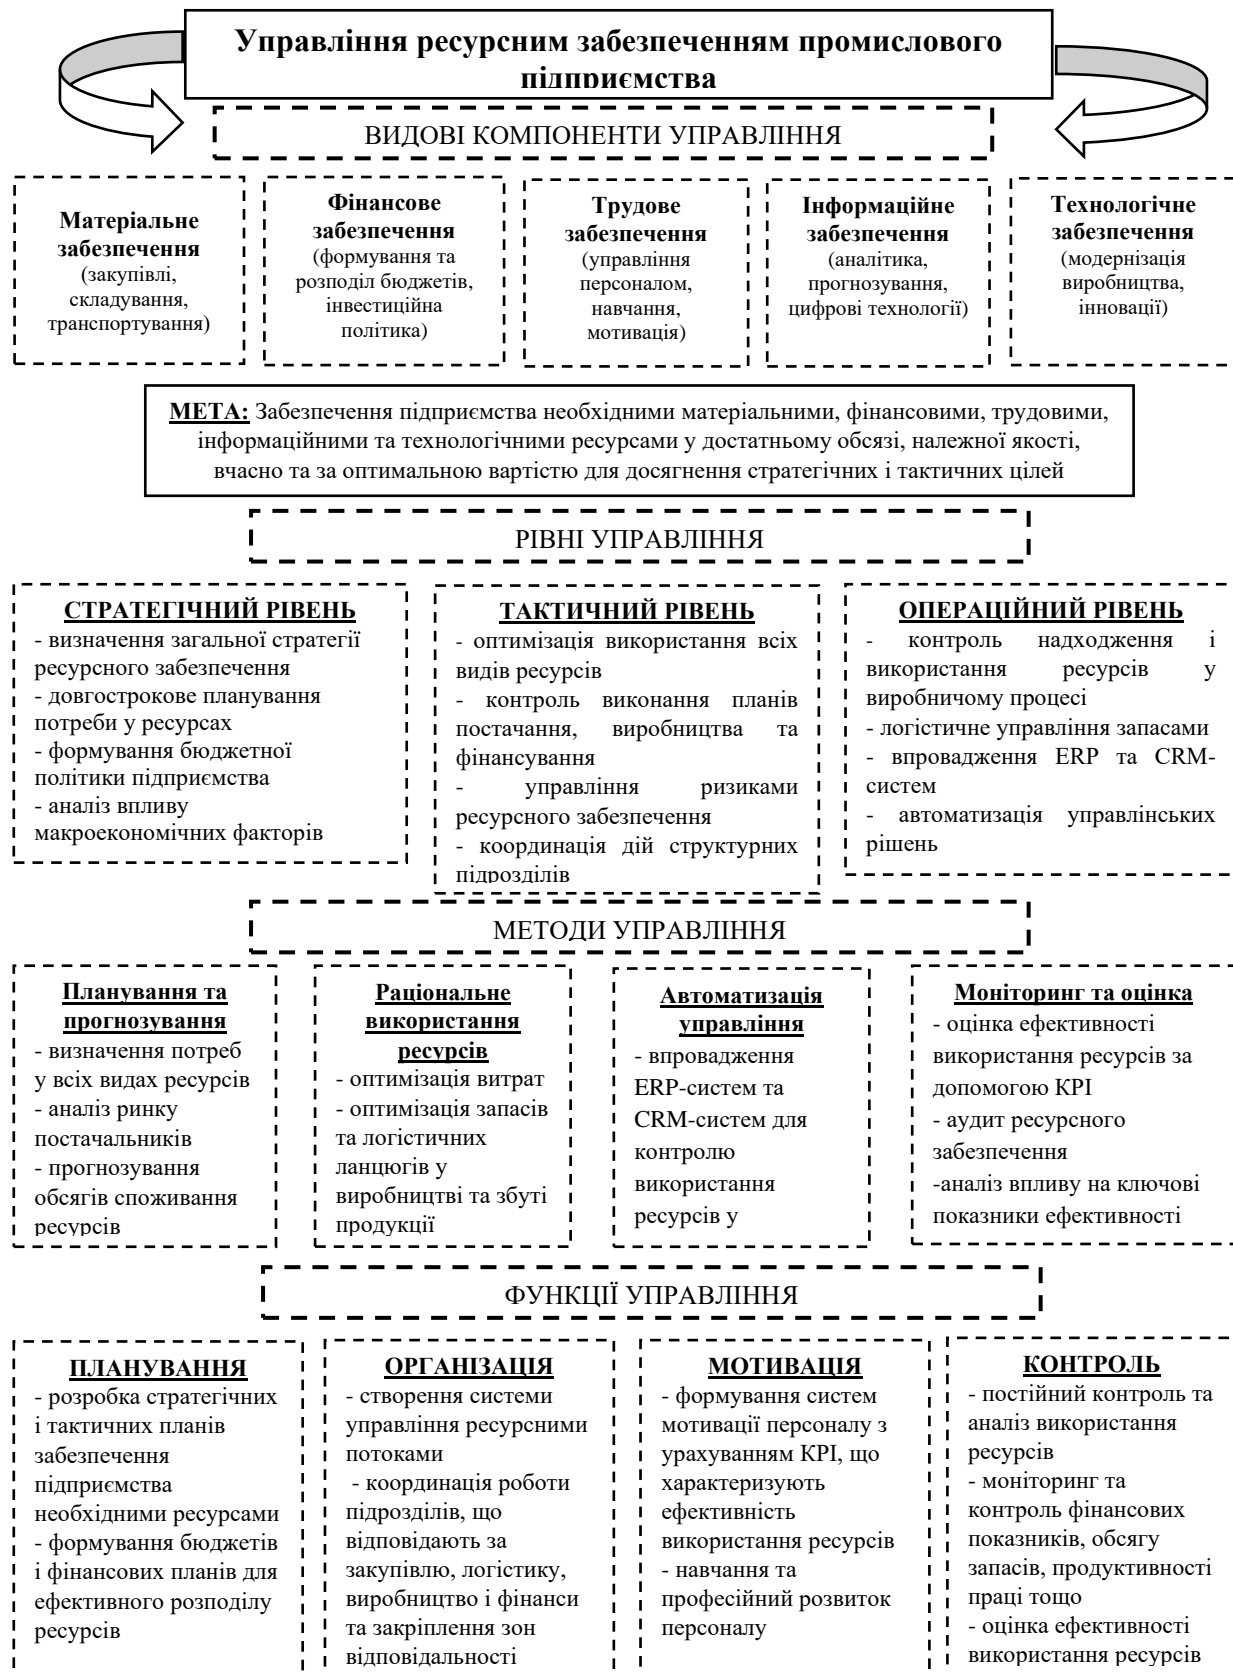 Управління ресурсним забезпеченням промислового
підприємства
ВИДОВІ КОМПОНЕНТИ УПРАВЛІННЯ
Матеріальне
забезпечення
(закупівлі,
складування,
транспортування)
Фінансове
забезпечення
(формування та
розподіл бюджетів,
інвестиційна
політика)
Трудове
забезпечення
(управління
персоналом,
навчання,
мотивація)
Інформаційне
забезпечення
(аналітика,
прогнозування,
цифрові технології)
Технологічне
забезпечення
(модернізація
виробництва,
інновації)
МЕТА: Забезпечення підприємства необхідними матеріальними, фінансовими, трудовими,
інформаційними та технологічними ресурсами у достатньому обсязі, належної якості,
вчасно та за оптимальною вартістю для досягнення стратегічних і тактичних цілей
РІВНІ УПРАВЛІННЯ
СТРАТЕГІЧНИЙ РІВЕНЬ
- визначення загальної стратегії
ресурсного забезпечення
- довгострокове планування
потреби у ресурсах
- формування бюджетної
політики підприємства
- аналіз впливу
макроекономічних факторів
ТАКТИЧНИЙ РІВЕНЬ
- оптимізація використання всіх
видів ресурсів
- контроль виконання планів
постачання, виробництва та
фінансування
- управління ризиками
ресурсного забезпечення
- координація дій структурних
підрозділів
ОПЕРАЦІЙНИЙ РІВЕНЬ
- контроль надходження і
використання ресурсів у
виробничому процесі
- логістичне управління запасами
- впровадження ERP та CRM-
систем
- автоматизація управлінських
рішень
МЕТОДИ УПРАВЛІННЯ
Планування та
прогнозування
- визначення потреб
у всіх видах ресурсів
- аналіз ринку
постачальників
- прогнозування
обсягів споживання
ресурсів
Раціональне
використання
ресурсів
- оптимізація витрат
- оптимізація запасів
та логістичних
ланцюгів у
виробництві та збуті
продукції
Автоматизація
управління
- впровадження
ERP-систем та
CRM-систем для
контролю
використання
ресурсів у
Моніторинг та оцінка
- оцінка ефективності
використання ресурсів за
допомогою KPI
- аудит ресурсного
забезпечення
-аналіз впливу на ключові
показники ефективності
ФУНКЦІЇ УПРАВЛІННЯ
ПЛАНУВАННЯ
- розробка стратегічних
і тактичних планів
забезпечення
підприємства
необхідними ресурсами
- формування бюджетів
і фінансових планів для
ефективного розподілу
ресурсів
ОРГАНІЗАЦІЯ
- створення системи
управління ресурсними
потоками
- координація роботи
підрозділів, що
відповідають за
закупівлю, логістику,
виробництво і фінанси
та закріплення зон
відповідальності
МОТИВАЦІЯ
- формування систем
мотивації персоналу з
урахуванням KPI, що
характеризують
ефективність
використання ресурсів
- навчання та
професійний розвиток
персоналу
КОНТРОЛЬ
- постійний контроль та
аналіз використання
ресурсів
- моніторинг та
контроль фінансових
показників, обсягу
запасів, продуктивності
праці тощо
- оцінка ефективності
використання ресурсів